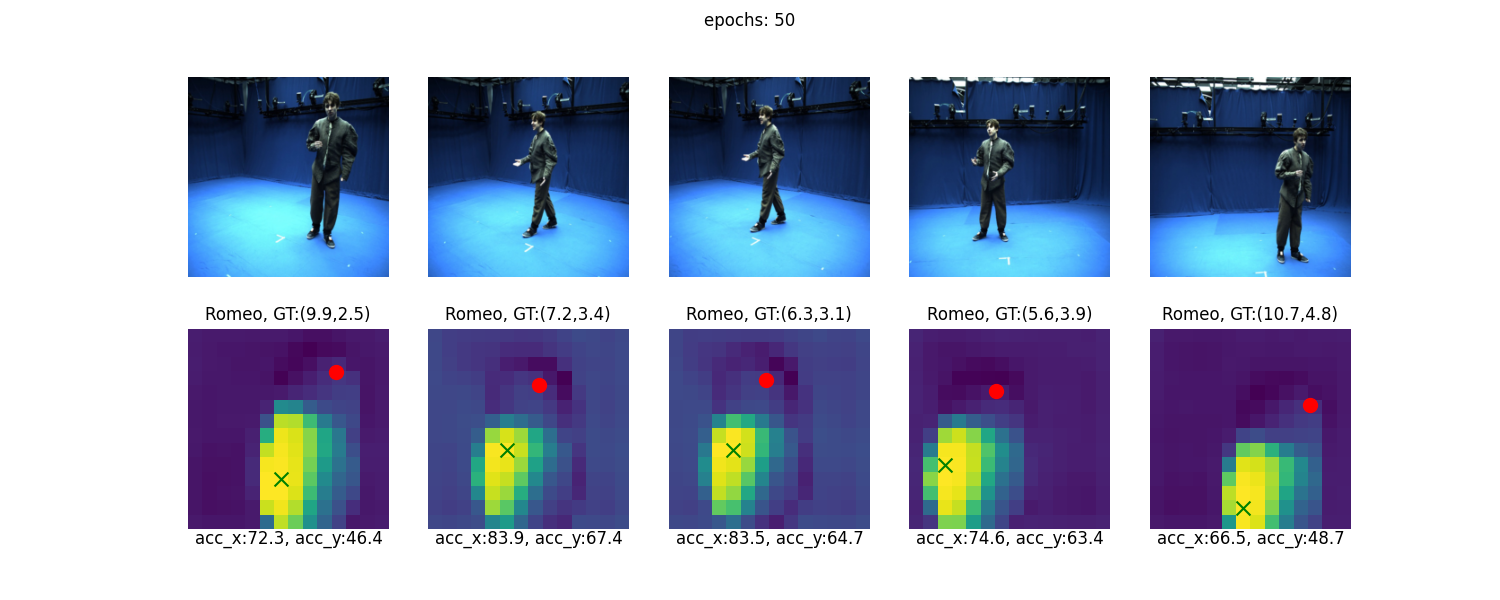 epochs: 50
Romeo, GT:(9.9,2.5)
Romeo, GT:(7.2,3.4)
Romeo, GT:(6.3,3.1)
Romeo, GT:(5.6,3.9)
Romeo, GT:(10.7,4.8)
acc_x:72.3, acc_y:46.4
acc_x:83.9, acc_y:67.4
acc_x:83.5, acc_y:64.7
acc_x:74.6, acc_y:63.4
acc_x:66.5, acc_y:48.7